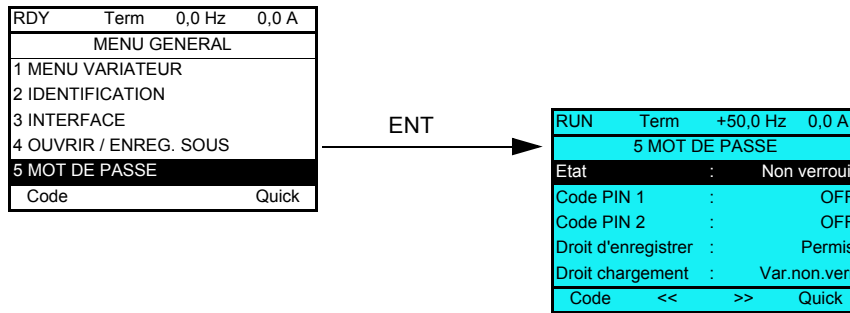 RDY Term 0,0 Hz 0,0 A
MENU GENERAL
1 MENU VARIATEUR
2 IDENTIFICATION
3 INTERFACE
4 OUVRIR / ENREG. SOUS
5 MOT DE PASSE
Code Quick
ENT
RUN Term +50,0 Hz 0,0 A
5 MOT DE PASSE
Etat : Non verroui
Code PIN 1 : OFF
Code PIN 2 : OFF
Droit d'enregistrer : Permis
Droit chargement : Var.non.ver
Code << >> Quick